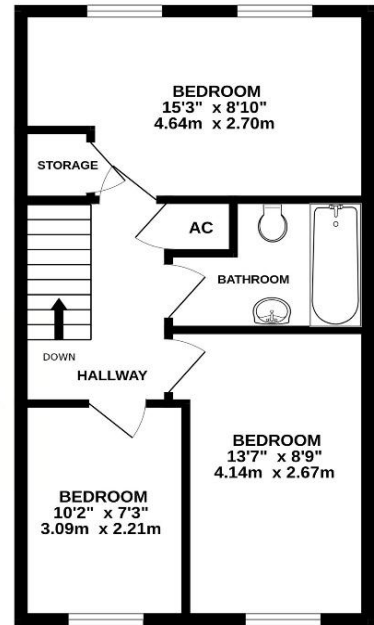 BEDROOM
15'3" x 8'10"
4.64m x 2.70m
STORAGE
AC
BATHROOM
DOWN
HALLWAY
BEDROOM
13'7" x 8'9"
4.14m x 2.67m
BEDROOM
10'2" x 7'3"
3.09m x 2.21m